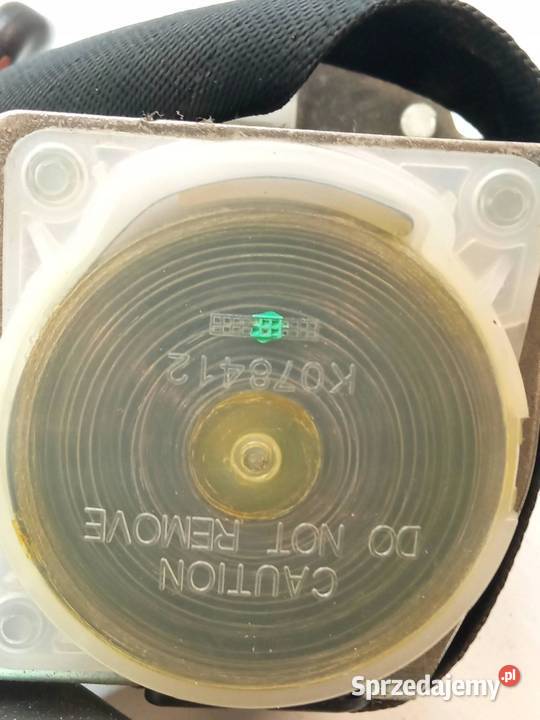 CAUTION
DO NOT REMOVE
K078412
Sprzedajemy.pl